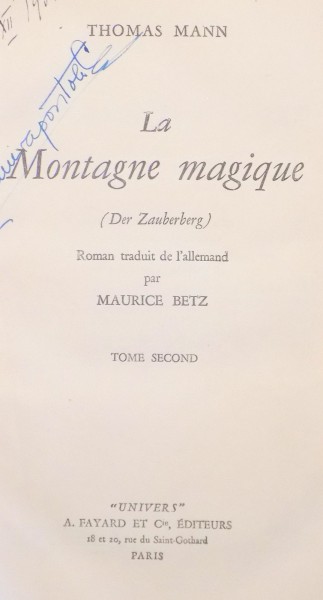 THOMAS MANN
La
Montagne magique
(Der Zauberberg)
Roman traduit de l'allemand
par
MAURICE BETZ
TOME SECOND
"UNIVERS"
A. FAYARD ET Cie, ÉDITEURS
18 et 20, rue du Saint-Gothard
PARIS